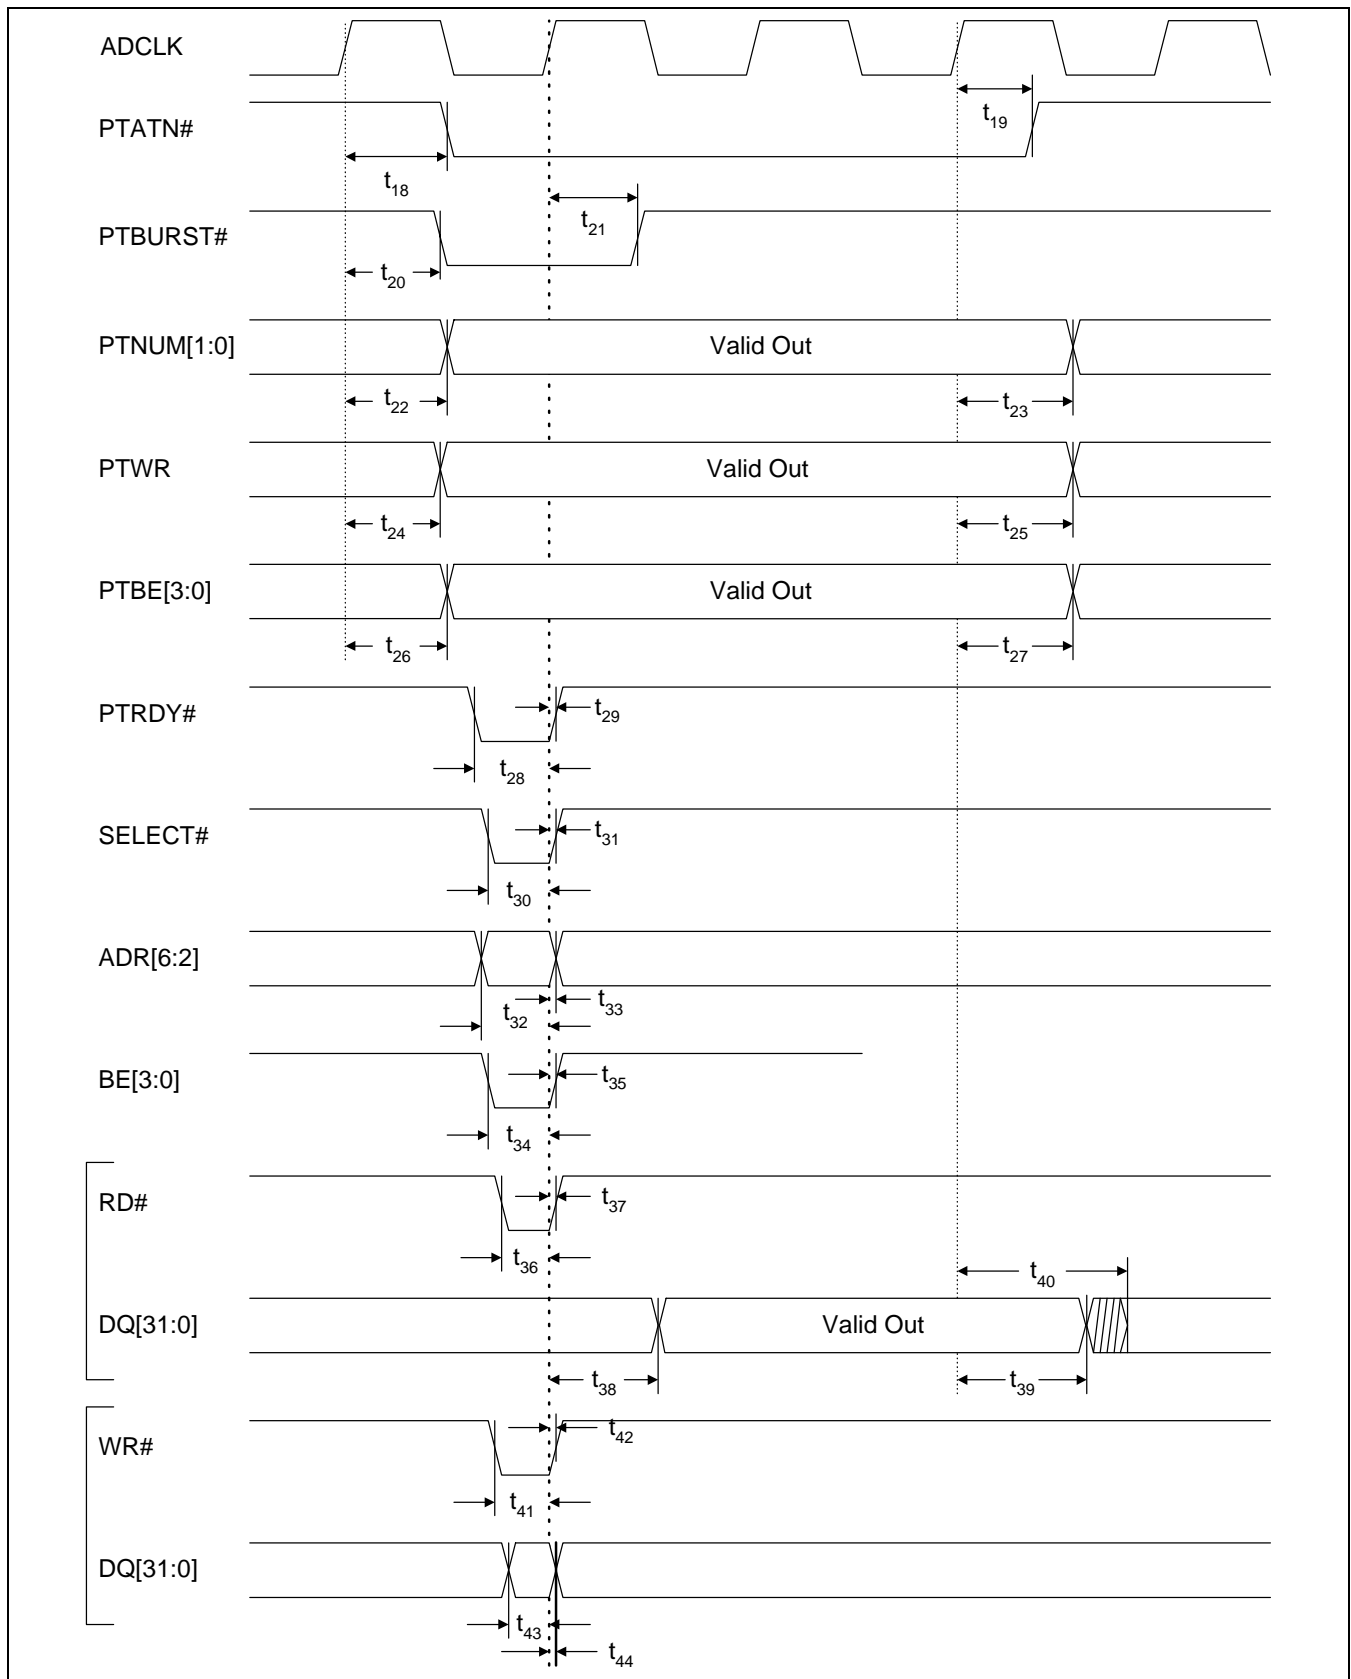 ADCLK
PTATN#
t19
t18
PTBURST#
t21
t20
PTNUM[1:0]
Valid Out
t22
t23
PTWR
Valid Out
t24
t25
PTBE[3:0]
Valid Out
t26
t27
PTRDY#
t29
t28
SELECT#
t31
t30
ADR[6:2]
t33
t32
BE[3:0]
t35
t34
RD#
t37
t36
t40
DQ[31:0]
Valid Out
t38
t39
WR#
t42
t41
DQ[31:0]
t43
t44